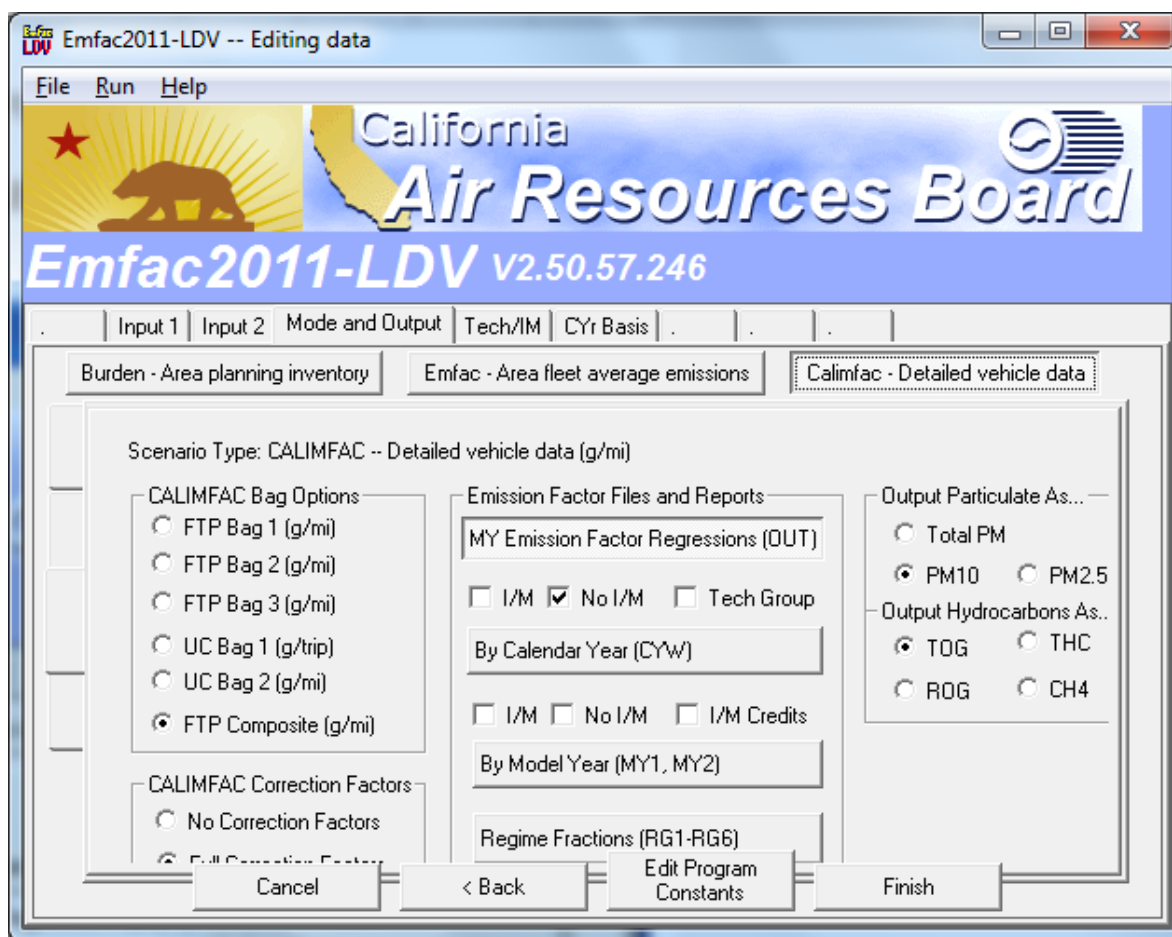 Emfac2011-LDV -- Editing data
File Run Help
California
Air Resources Board
Emfac2011-LDV V2.50.57.246
. Input 1 Input 2 Mode and Output Tech/IM CYr Basis . . .
Burden - Area planning inventory Emfac - Area fleet average emissions Calimfac - Detailed vehicle data
Scenario Type: CALIMFAC -- Detailed vehicle data (g/mi)
CALIMFAC Bag Options
FTP Bag 1 (g/mi)
FTP Bag 2 (g/mi)
FTP Bag 3 (g/mi)
UC Bag 1 (g/trip)
UC Bag 2 (g/mi)
FTP Composite (g/mi)
CALIMFAC Correction Factors
No Correction Factors
Full Correction Factors
Emission Factor Files and Reports
MY Emission Factor Regressions (OUT)
I/M No I/M Tech Group
By Calendar Year (CYW)
I/M No I/M I/M Credits
By Model Year (MY1, MY2)
Regime Fractions (RG1-RG6)
Output Particulate As...
Total PM
PM10 PM2.5
Output Hydrocarbons As..
TOG THC
ROG CH4
Cancel < Back Edit Program Constants Finish